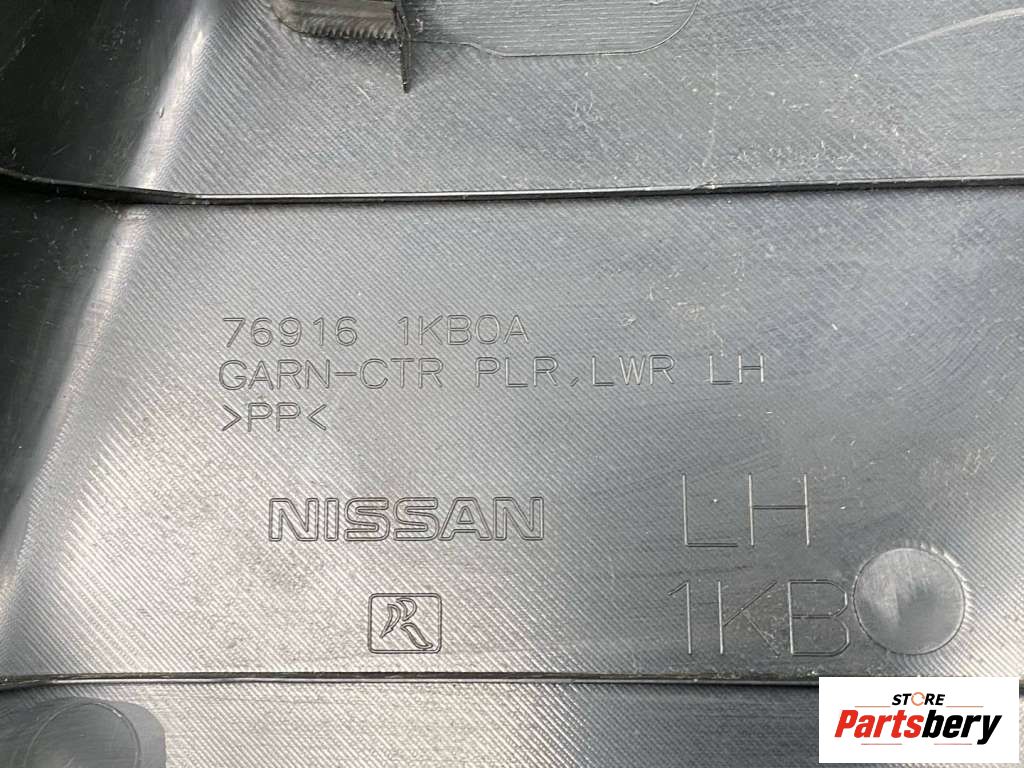 76916 1KB0A
GARN-CTR PLR,LWR LH
>PP<
NISSAN
LH
1KB
R
STORE
Partsbery